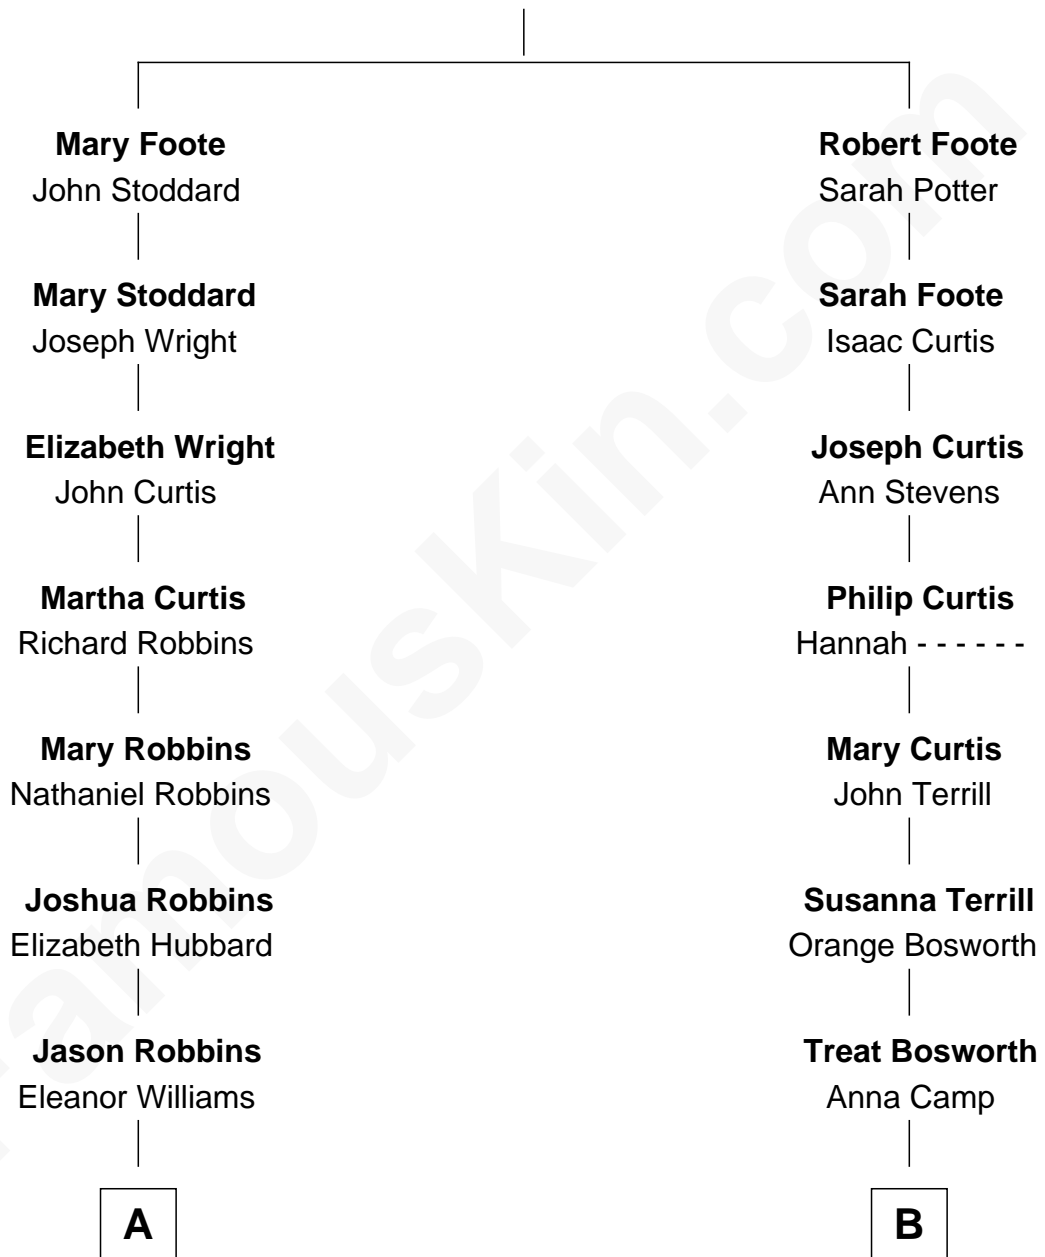 Mary Foote
John Stoddard
Mary Stoddard
Joseph Wright
Elizabeth Wright
John Curtis
Martha Curtis
Richard Robbins
Mary Robbins
Nathaniel Robbins
Joshua Robbins
Elizabeth Hubbard
Jason Robbins
Eleanor Williams
A
Robert Foote
Sarah Potter
Sarah Foote
Isaac Curtis
Joseph Curtis
Ann Stevens
Philip Curtis
Hannah - - - - - -
Mary Curtis
John Terrill
Susanna Terrill
Orange Bosworth
Treat Bosworth
Anna Camp
B
FamousKin.com